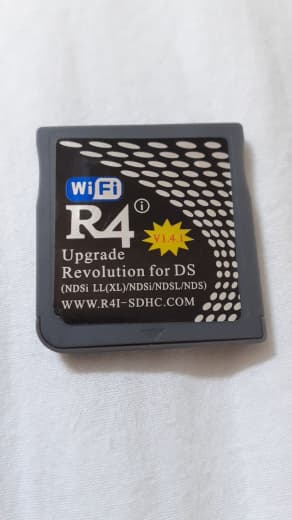 WiFi
R4 i
V1.4.1
Upgrade
Revolution for DS
(NDSi LL(XL)/NDSi/NDSL/NDS)
WWW.R4I-SDHC.COM